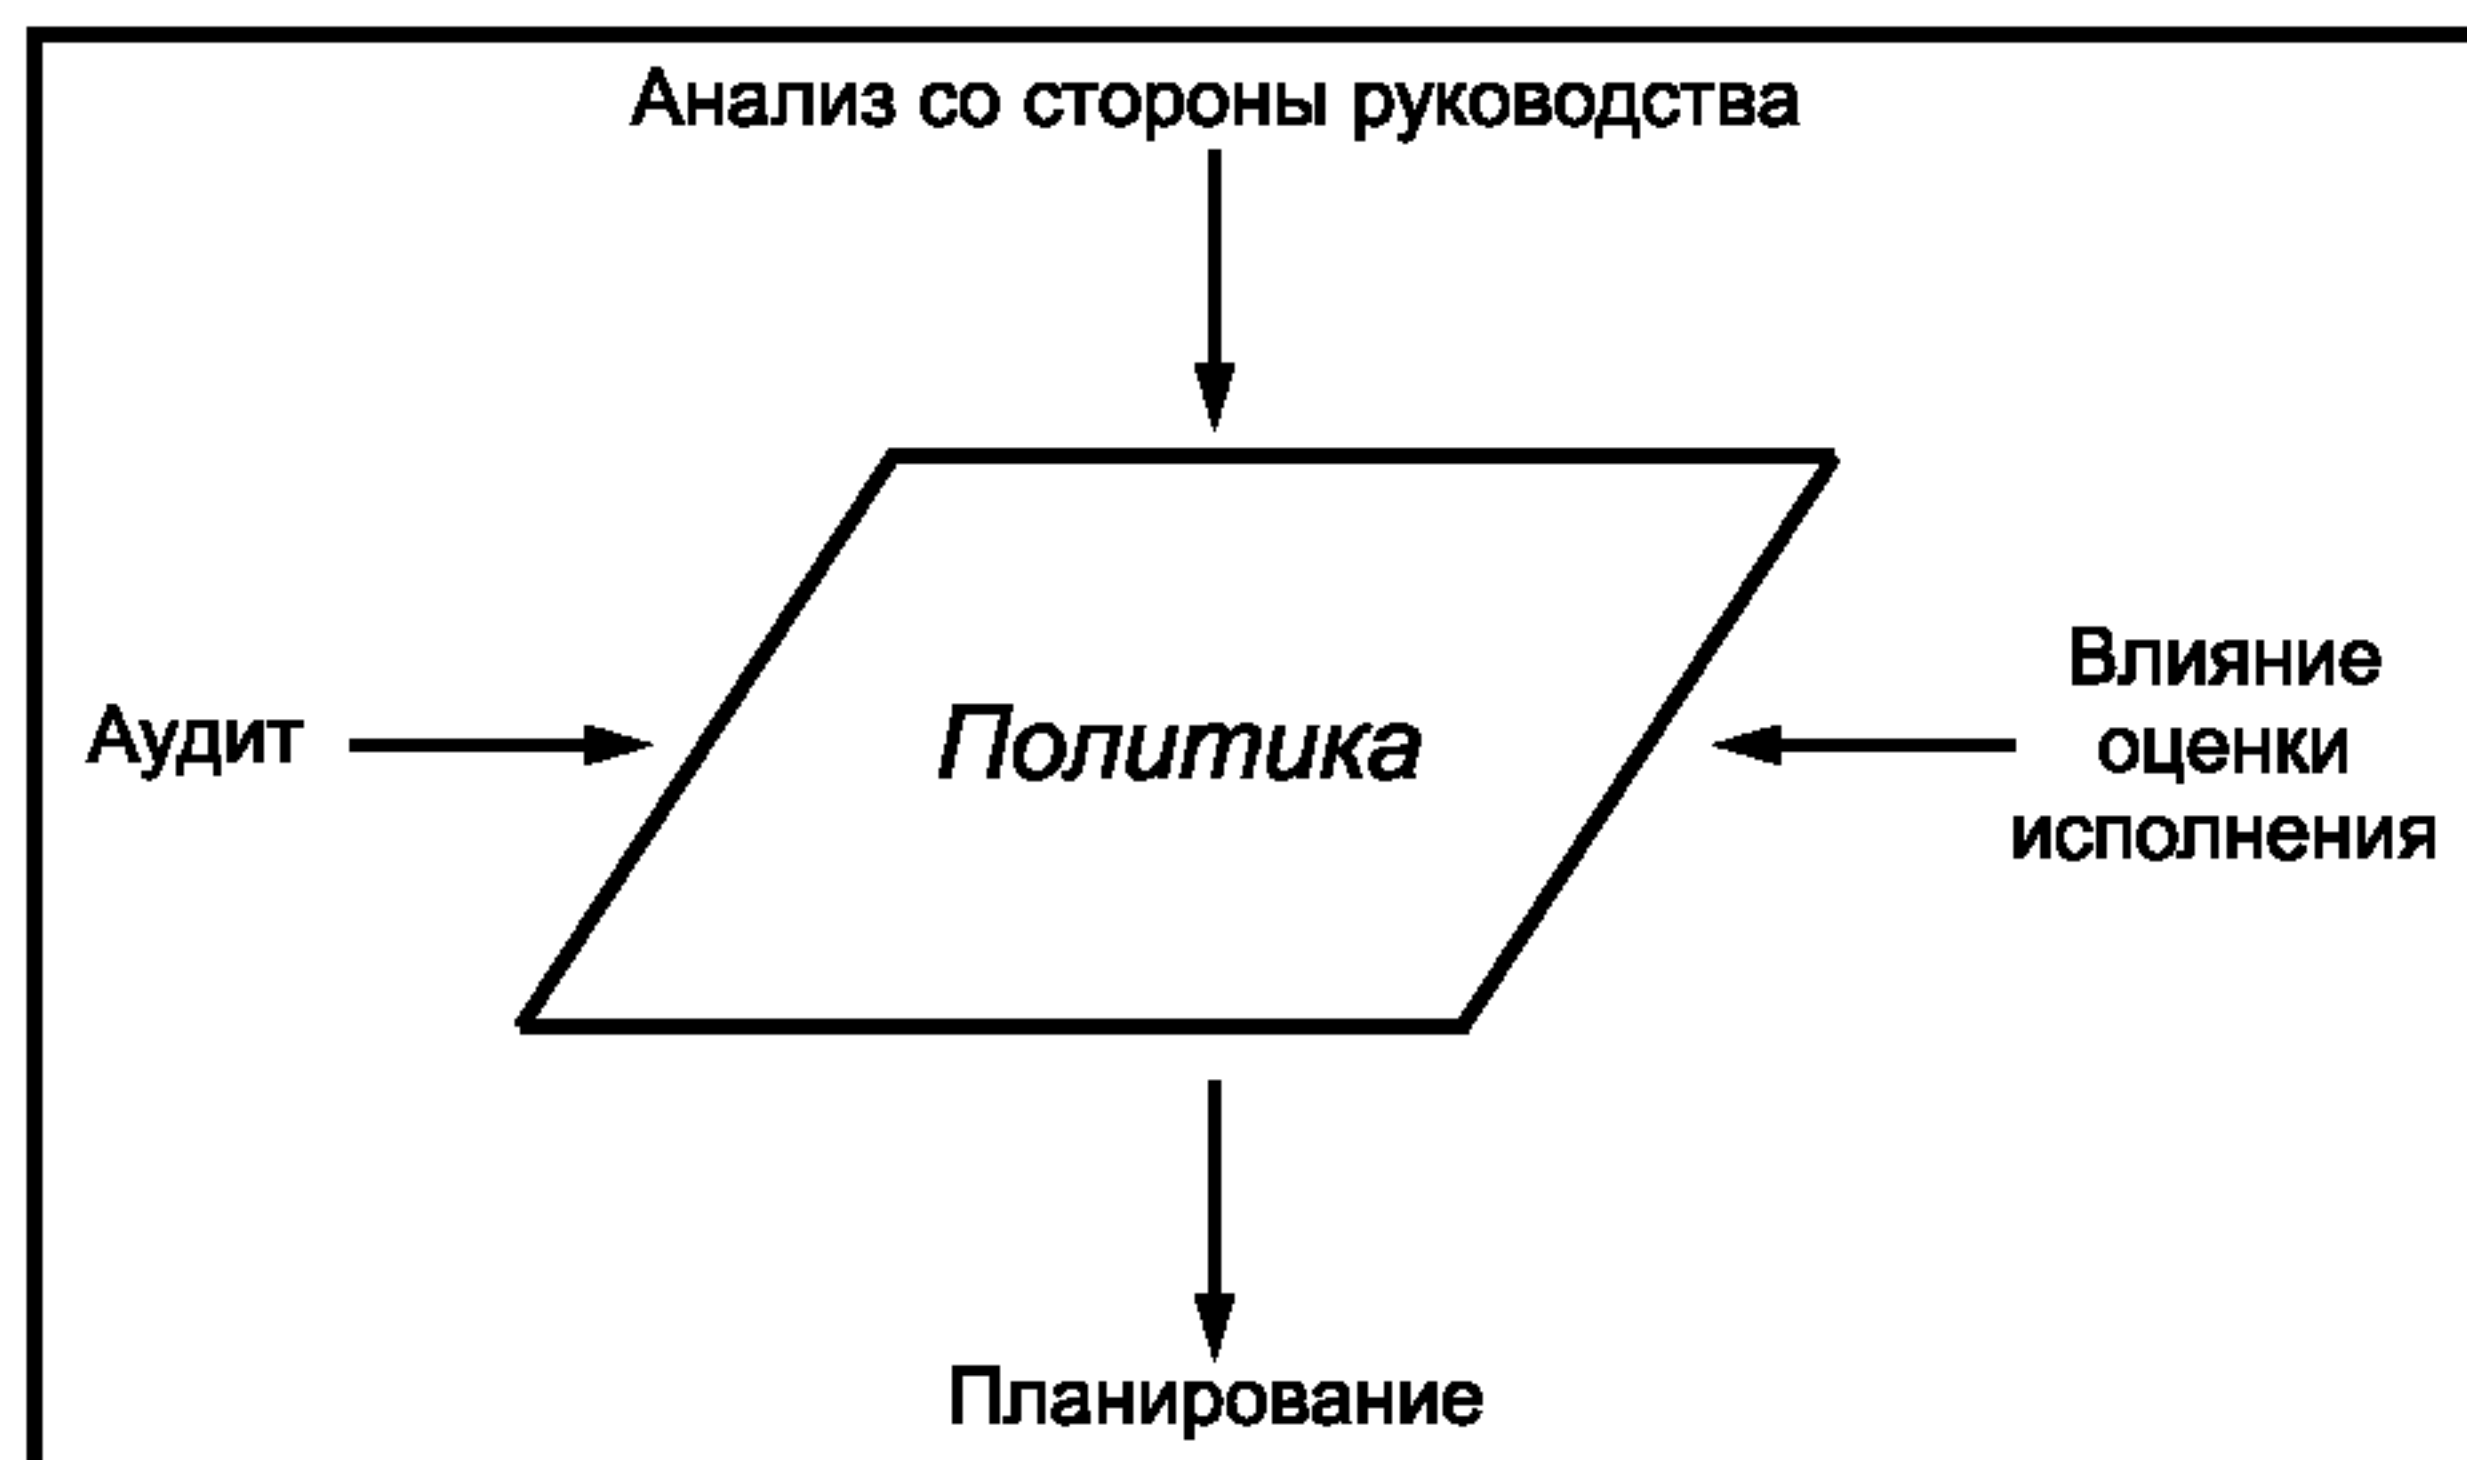 Анализ со стороны руководства
Аудит
Политика
Влияние
оценки
исполнения
Планирование